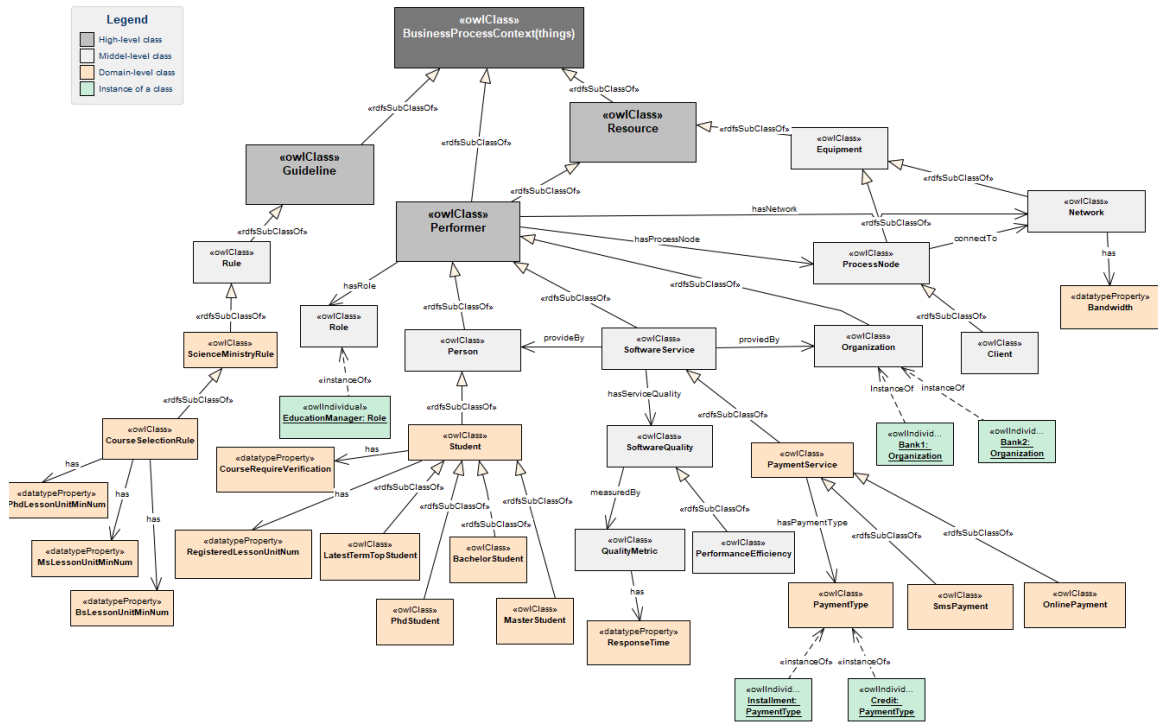 Legend
High-level class
Middel-level class
Domain-level class
Instance of a class
«owlClass»
BusinessProcessContext(things)
«rdfsSubClassOf»
«rdfsSubClassOf»
«rdfsSubClassOf»
«owlClass»
Resource
«rdfsSubClassOf»
«owlClass»
Equipment
«owlClass»
Guideline
«rdfsSubClassOf»
«rdfsSubClassOf»
«owlClass»
Network
«owlClass»
Performer
hasNetwork
«rdfsSubClassOf»
«rdfsSubClassOf»
hasProcessNode
connectTo
«owlClass»
Rule
«owlClass»
ProcessNode
has
hasRole
«rdfsSubClassOf»
«rdfsSubClassOf»
«rdfsSubClassOf»
«rdfsSubClassOf»
«datatypeProperty»
Bandwidth
«rdfsSubClassOf»
«rdfsSubClassOf»
«owlClass»
Role
«owlClass»
Person
provideBy
«owlClass»
SoftwareService
proviedBy
«owlClass»
Organization
«owlClass»
Client
«owlClass»
ScienceMinistryRule
«instanceOf»
«rdfsSubClassOf»
«owlIndividual»
EducationManager: Role
«rdfsSubClassOf»
hasServiceQuality
«rdfsSubClassOf»
InstanceOf
instanceOf
«owlClass»
CourseSelectionRule
«owlClass»
Student
«owlClass»
SoftwareQuality
«owlClass»
PaymentService
«owlIndivid...
Bank1:
Organization
«owlIndivid...
Bank2:
Organization
has
has
has
«datatypeProperty»
CourseRequireVerification
has
has
«rdfsSubClassOf»
«rdfsSubClassOf»
«rdfsSubClassOf»
«rdfsSubClassOf»
measuredBy
«rdfsSubClassOf»
hasPaymentType
«rdfsSubClassOf»
«rdfsSubClassOf»
«datatypeProperty»
PhdLessonUnitMinNum
«datatypeProperty»
MsLessonUnitMinNum
«datatypeProperty»
RegisteredLessonUnitNum
«owlClass»
LatestTermTopStudent
«owlClass»
BachelorStudent
«owlClass»
QualityMetric
«owlClass»
PerformanceEfficiency
«datatypeProperty»
BsLessonUnitMinNum
«owlClass»
PhdStudent
«owlClass»
MasterStudent
has
«datatypeProperty»
ResponseTime
«owlClass»
PaymentType
«owlClass»
SmsPayment
«owlClass»
OnlinePayment
«instanceOf»
«instanceOf»
«owlIndivid...
Installment:
PaymentType
«owlIndivid...
Credit:
PaymentType